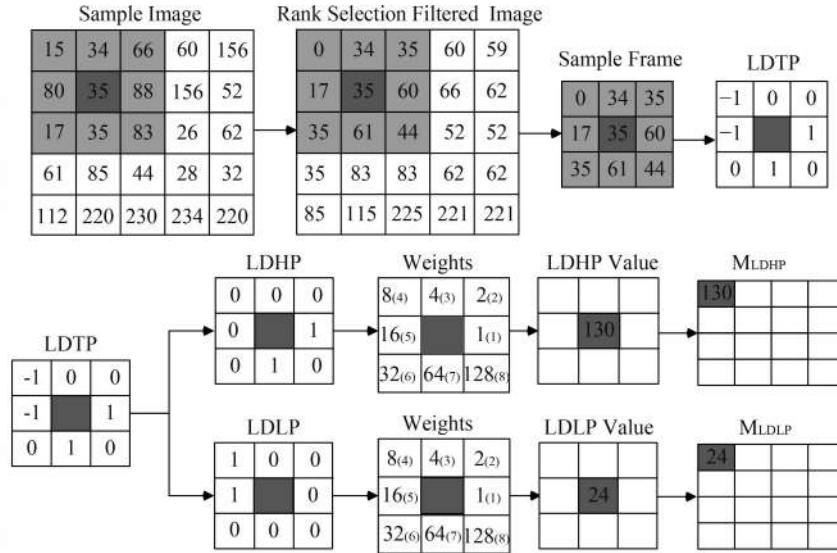 Sample Image
15 34 66 60 156
80 35 88 156 52
17 35 83 26 62
61 85 44 28 32
112 220 230 234 220
Rank Selection Filtered Image
0 34 35 60 59
17 35 60 66 62
35 61 44 52 52
35 83 83 62 62
85 115 225 221 221
Sample Frame
0 34 35
17 35 60
35 61 44
LDTP
−1 0 0
−1 1
0 1 0
LDTP
-1 0 0
-1 1
0 1 0
LDHP
0 0 0
0 1
0 1 0
Weights
8(4) 4(3) 2(2)
16(5) 1(1)
32(6) 64(7) 128(8)
LDHP Value
130
MLDHP
130
LDLP
1 0 0
1 0
0 0 0
Weights
8(4) 4(3) 2(2)
16(5) 1(1)
32(6) 64(7) 128(8)
LDLP Value
24
MLDLP
24